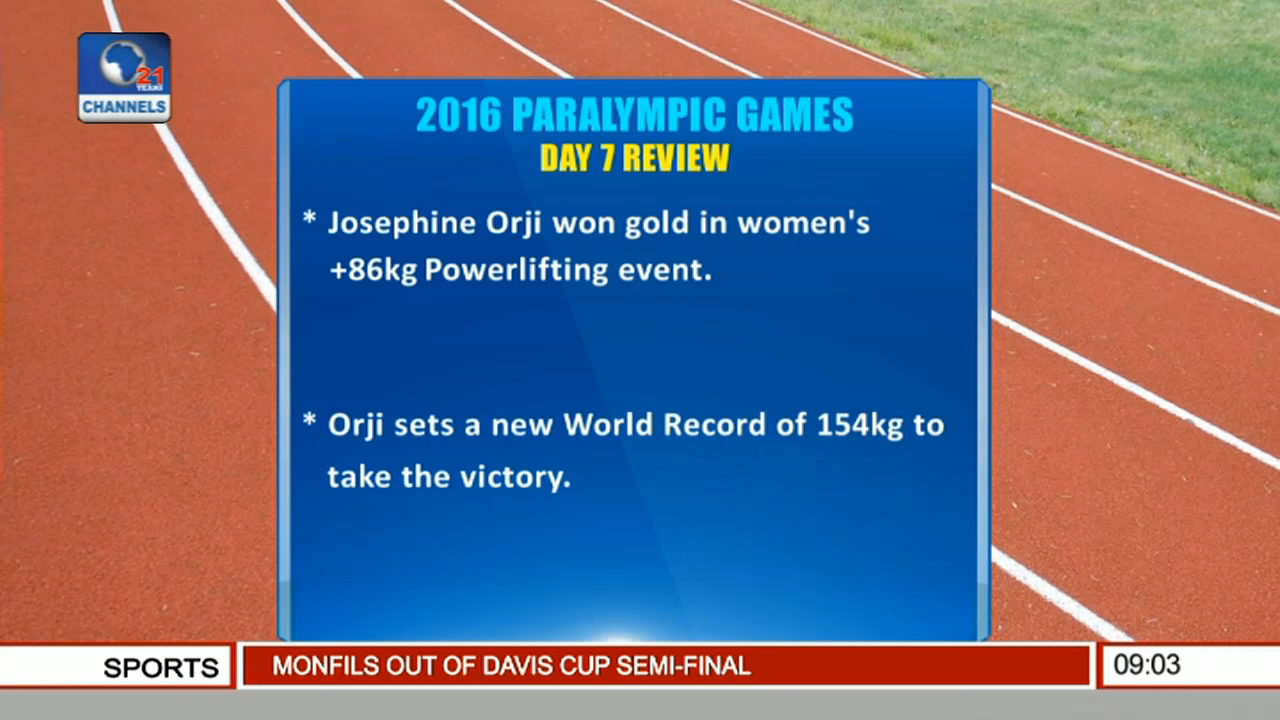 21
YEARS
CHANNELS
2016 PARALYMPIC GAMES
DAY 7 REVIEW
* Josephine Orji won gold in women's
+86kg Powerlifting event.
* Orji sets a new World Record of 154kg to
take the victory.
SPORTS
MONFILS OUT OF DAVIS CUP SEMI-FINAL
09:03